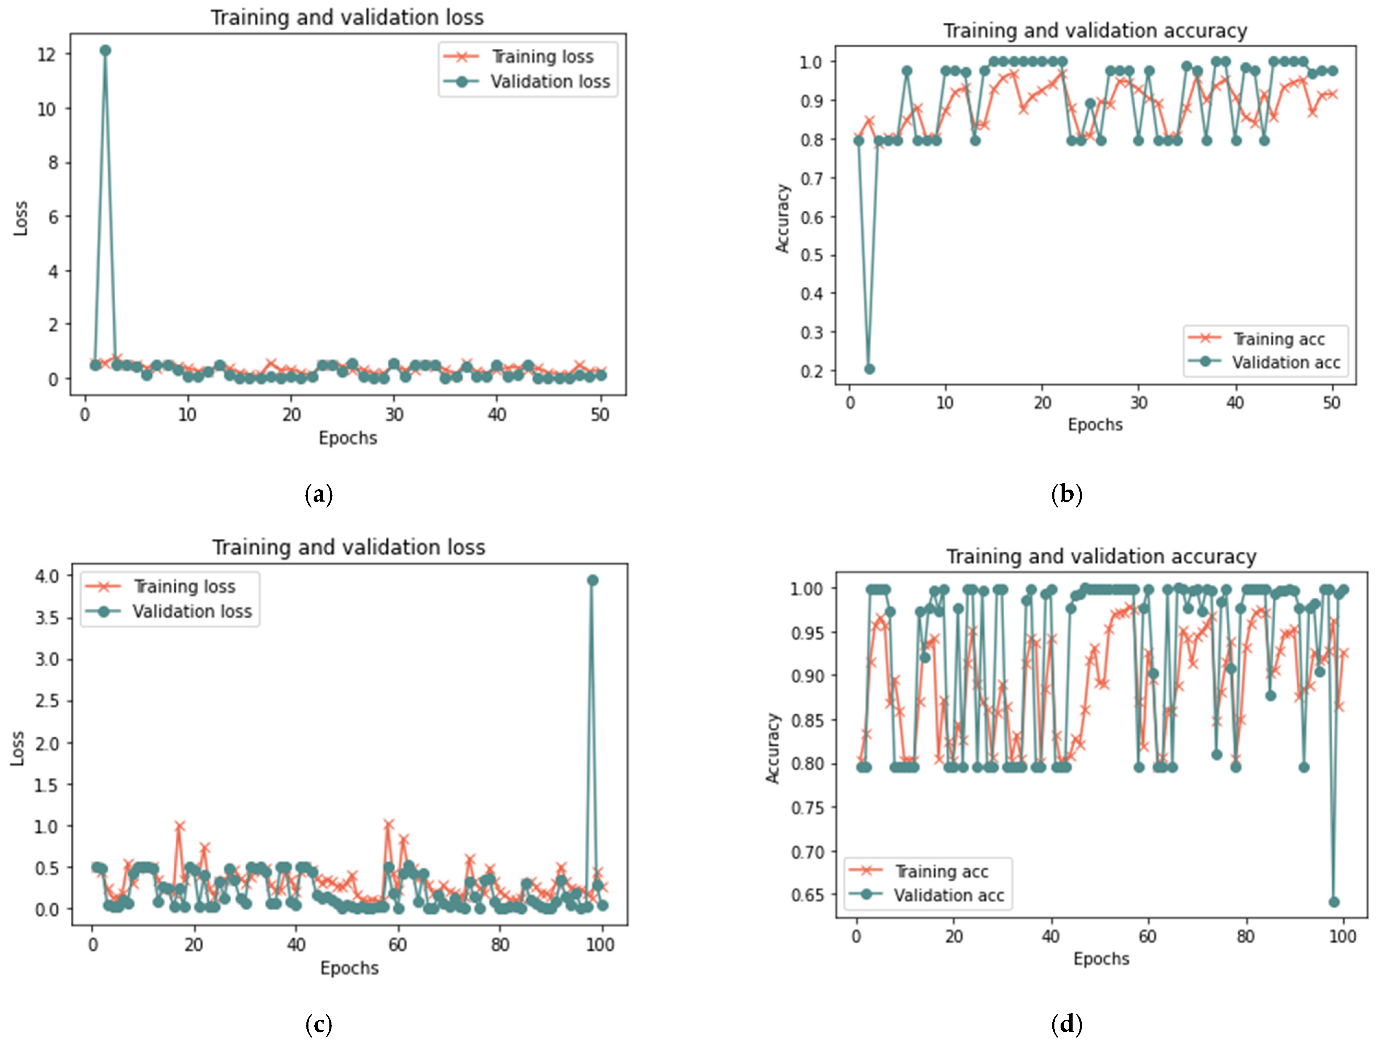 Training and validation loss
Training loss
Validation loss
12
10
8
6
4
2
0
Loss
0 10 20 30 40 50
Epochs
(a)
Training and validation accuracy
1.0
0.9
0.8
0.7
0.6
0.5
0.4
0.3
0.2
Accuracy
Training acc
Validation acc
0 10 20 30 40 50
Epochs
(b)
Training and validation loss
Training loss
Validation loss
4.0
3.5
3.0
2.5
2.0
1.5
1.0
0.5
0.0
Loss
0 20 40 60 80 100
Epochs
(c)
Training and validation accuracy
1.00
0.95
0.90
0.85
0.80
0.75
0.70
0.65
Accuracy
Training acc
Validation acc
0 20 40 60 80 100
Epochs
(d)